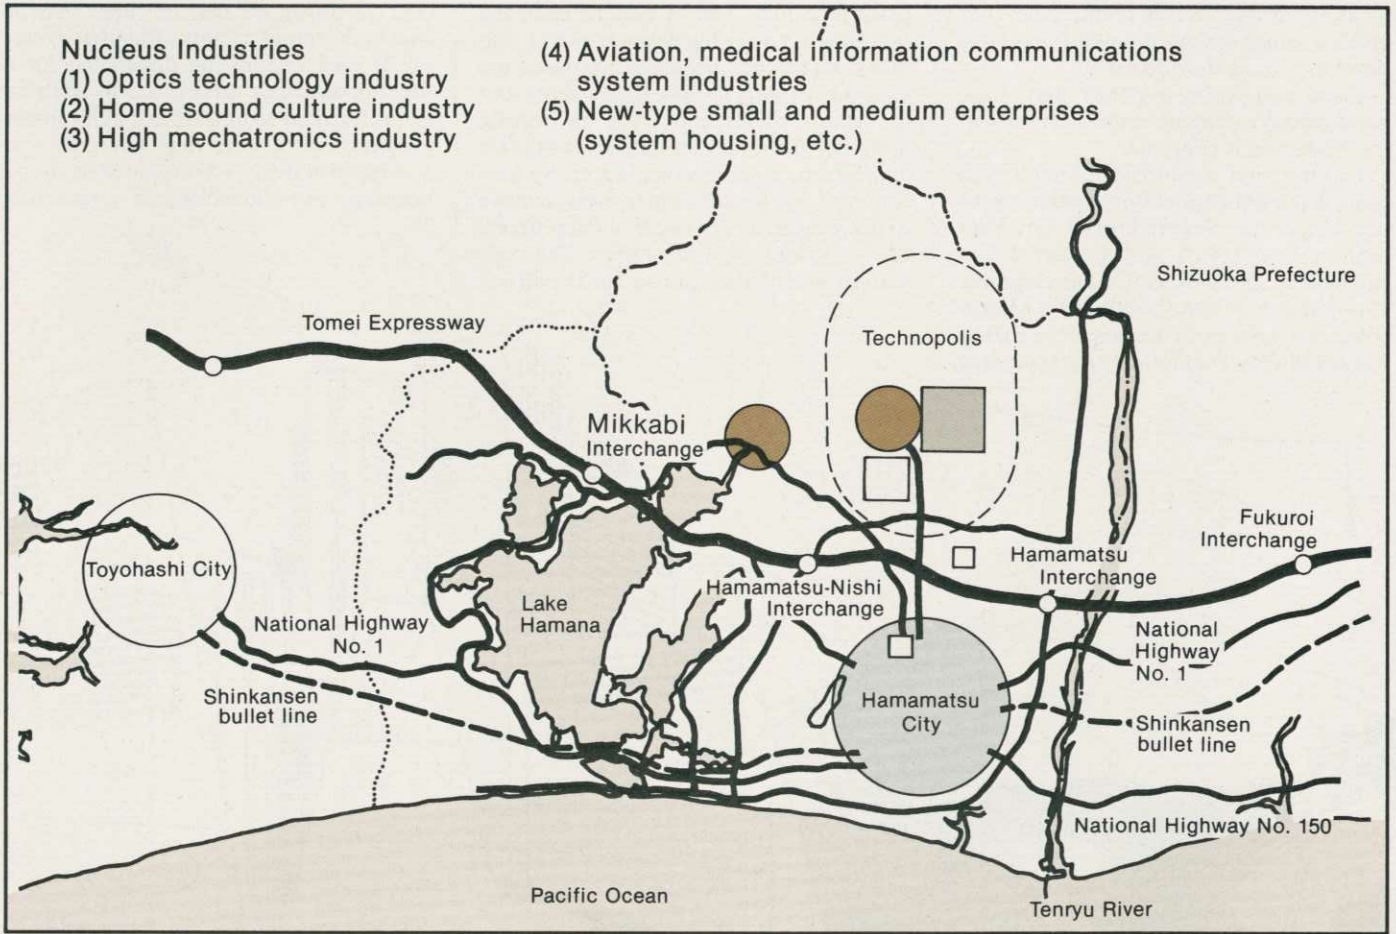 Nucleus Industries
(1) Optics technology industry
(2) Home sound culture industry
(3) High mechatronics industry
(4) Aviation, medical information communications
system industries
(5) New-type small and medium enterprises
(system housing, etc.)
Shizuoka Prefecture
Tomei Expressway
Technopolis
Mikkabi
Interchange
Fukuroi
Interchange
Toyohashi City
Hamamatsu
Interchange
Hamamatsu-Nishi
Interchange
Lake
Hamana
National Highway
No. 1
National
Highway
No. 1
Shinkansen
bullet line
Hamamatsu
City
Shinkansen
bullet line
National Highway No. 150
Pacific Ocean
Tenryu River